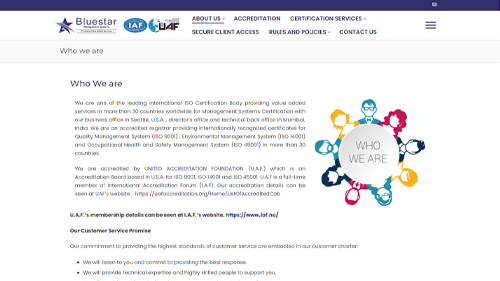 Bluestar
Management Systems
IAF
UAF
ABOUT US
ACCREDITATION
CERTIFICATION SERVICES
SECURE CLIENT ACCESS
RULES AND POLICIES
CONTACT US
Who we are
Who We are
We are one of the leading international ISO Certification Body providing value added
services in more than 30 countries worldwide for Management Systems Certification with
our business office in Seattle, U.S.A. , director's office and technical back office in Mumbai,
India. We are an accredited registrar providing internationally recognized certificates for
Quality Management System (ISO 9001) , Environmental Management System (ISO 14001)
and Occupational Health and Safety Management System (ISO 45001) in more than 30
countries.
We are accredited by UNITED ACCREDITATION FOUNDATION (U.A.F.) which is an
Accreditation Board based in U.S.A. for ISO 9001, ISO 14001 and ISO 45001. U.A.F is a full-time
member of International Accreditation Forum (I.A.F). Our accreditation details can be
seen at UAF's website , https://uafaccreditation.org/Home/ListOfAccreditedCab
WHO
WE ARE
U.A.F.'s membership details can be seen at I.A.F.'s website, https://www.iaf.nu/
Our Customer Service Promise
Our commitment to providing the highest standards of customer service are embodied in our customer charter:
We will listen to you and commit to providing the best response.
We will provide technical expertise and highly skilled people to support you.